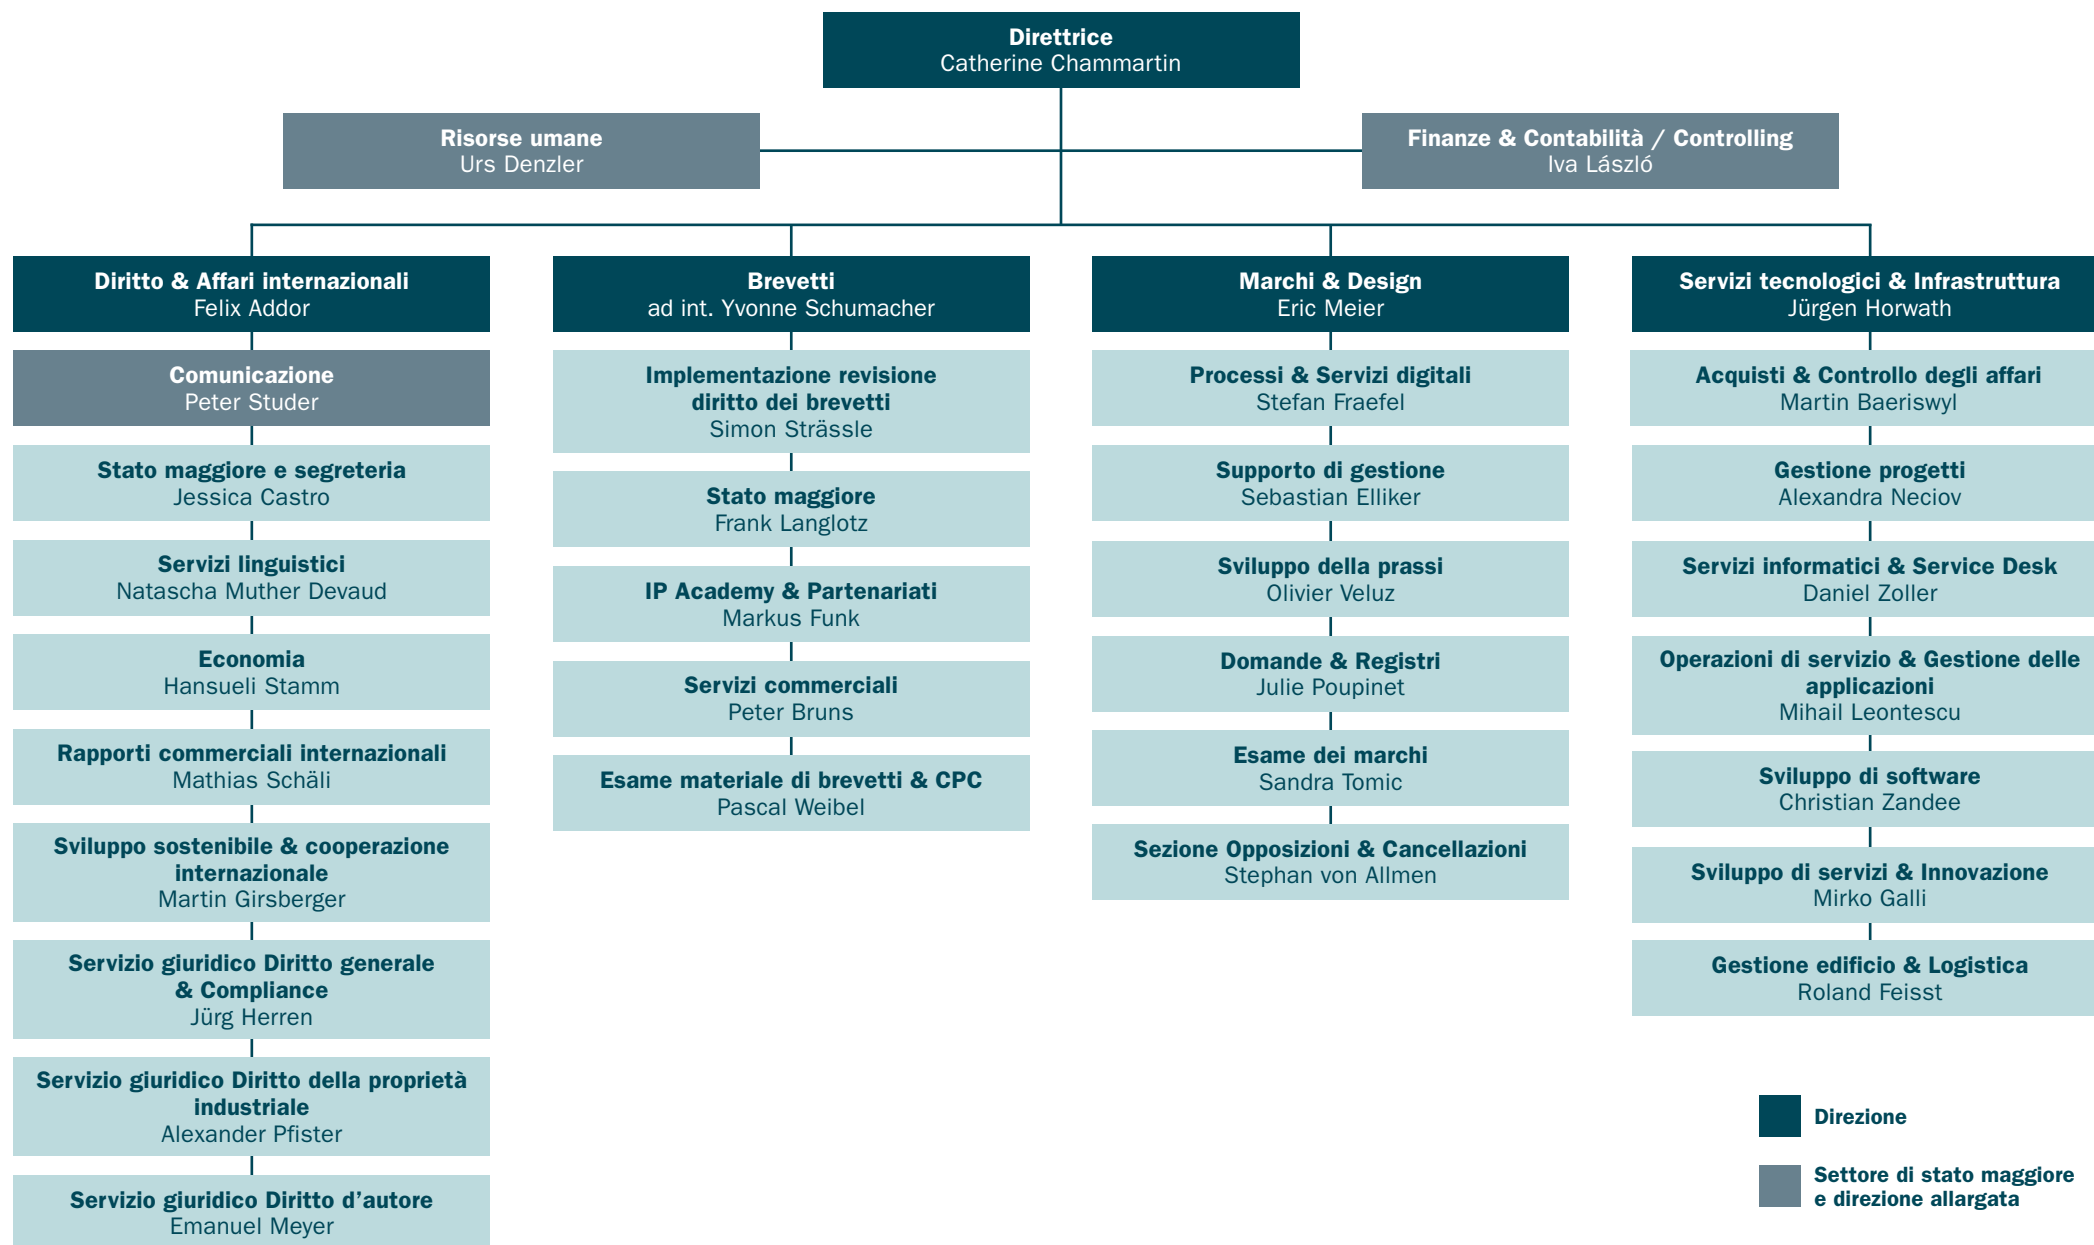 Direttrice
Catherine Chammartin
Risorse umane
Urs Denzler
Finanze & Contabilità / Controlling
Iva László
Diritto & Affari internazionali
Felix Addor
Comunicazione
Peter Studer
Stato maggiore e segreteria
Jessica Castro
Servizi linguistici
Natascha Muther Devaud
Economia
Hansueli Stamm
Rapporti commerciali internazionali
Mathias Schäli
Sviluppo sostenibile & cooperazione
internazionale
Martin Girsberger
Servizio giuridico Diritto generale
& Compliance
Jürg Herren
Servizio giuridico Diritto della proprietà
industriale
Alexander Pfister
Servizio giuridico Diritto d’autore
Emanuel Meyer
Brevetti
ad int. Yvonne Schumacher
Implementazione revisione
diritto dei brevetti
Simon Strässle
Stato maggiore
Frank Langlotz
IP Academy & Partenariati
Markus Funk
Servizi commerciali
Peter Bruns
Esame materiale di brevetti & CPC
Pascal Weibel
Marchi & Design
Eric Meier
Processi & Servizi digitali
Stefan Fraefel
Supporto di gestione
Sebastian Elliker
Sviluppo della prassi
Olivier Veluz
Domande & Registri
Julie Poupinet
Esame dei marchi
Sandra Tomic
Sezione Opposizioni & Cancellazioni
Stephan von Allmen
Servizi tecnologici & Infrastruttura
Jürgen Horwath
Acquisti & Controllo degli affari
Martin Baeriswyl
Gestione progetti
Alexandra Neciov
Servizi informatici & Service Desk
Daniel Zoller
Operazioni di servizio & Gestione delle
applicazioni
Mihail Leontescu
Sviluppo di software
Christian Zandee
Sviluppo di servizi & Innovazione
Mirko Galli
Gestione edificio & Logistica
Roland Feisst
Direzione
Settore di stato maggiore
e direzione allargata